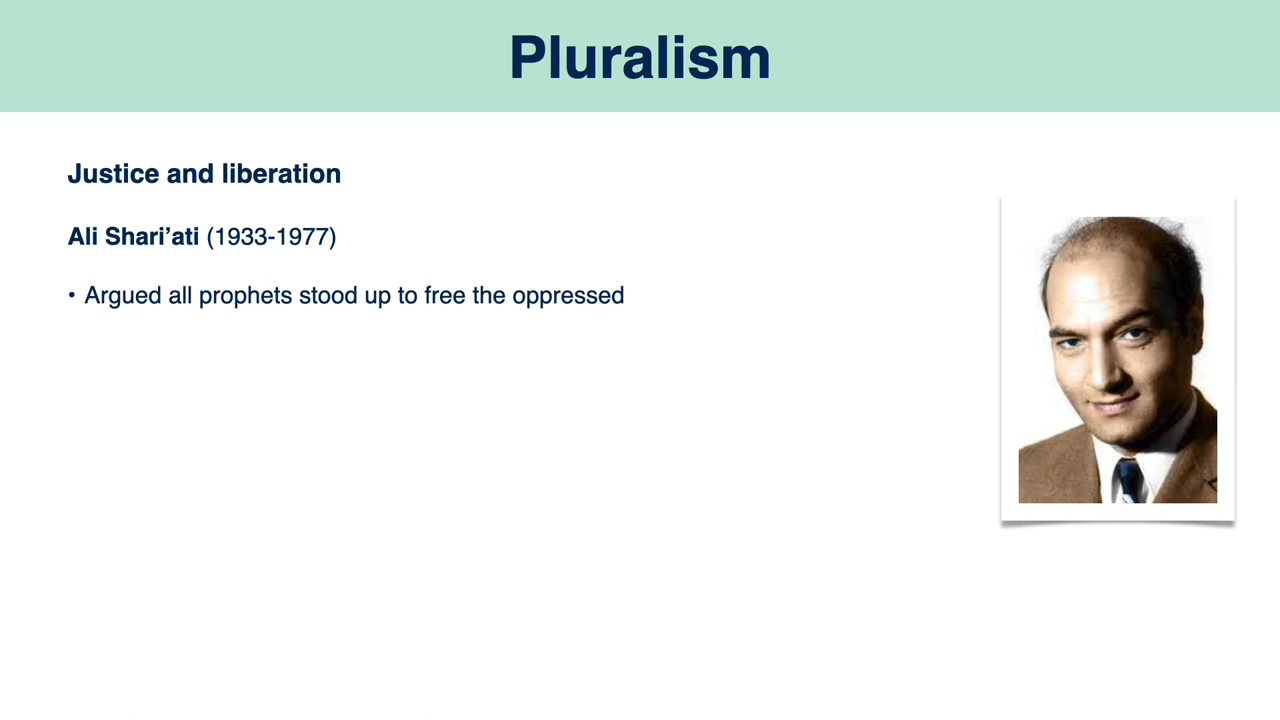 Pluralism
Justice and liberation
Ali Shari’ati (1933-1977)
• Argued all prophets stood up to free the oppressed